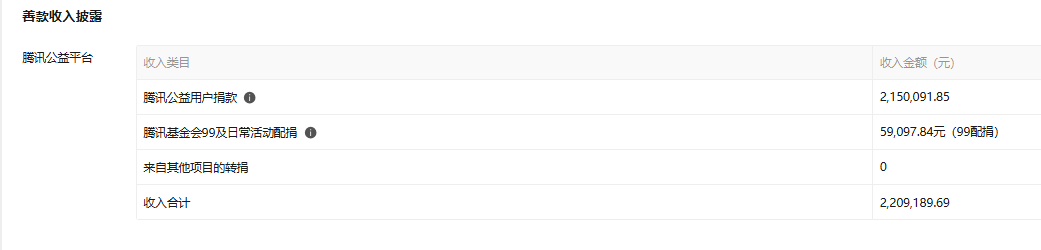 善款收入披露
腾讯公益平台
收入类目 收入金额（元）
腾讯公益用户捐款 2,150,091.85
腾讯基金会99及日常活动配捐 59,097.84元（99配捐）
来自其他项目的转捐 0
收入合计 2,209,189.69